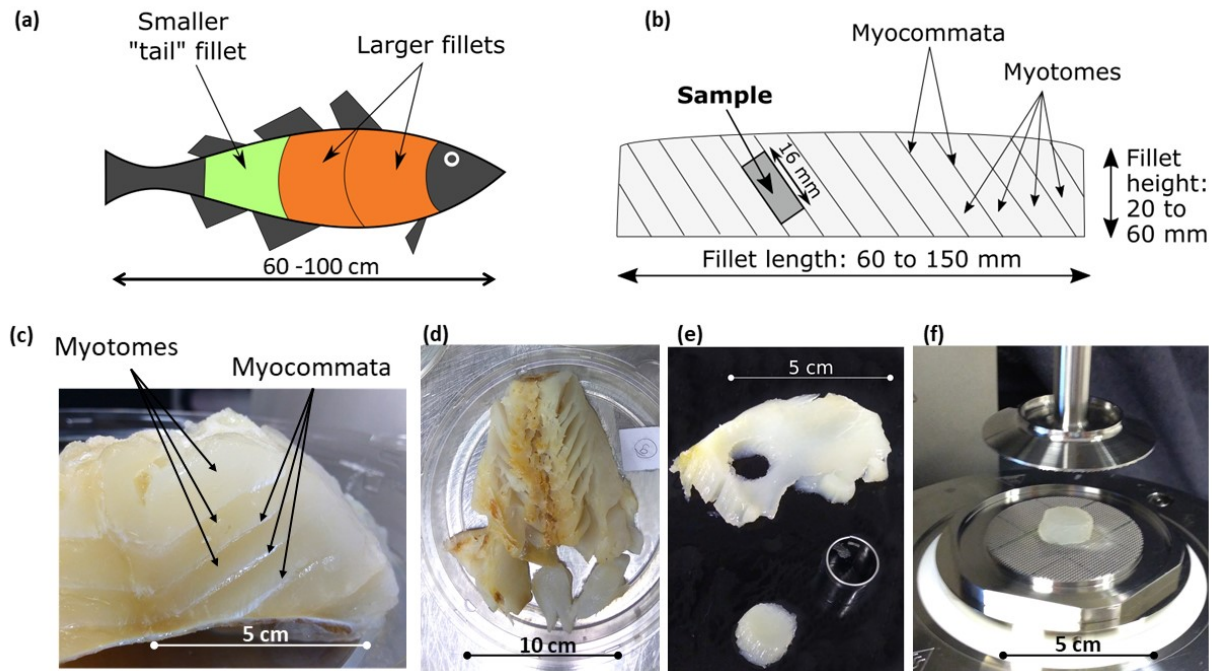 (a)
Smaller
"tail" fillet
Larger fillets
60 -100 cm
(b)
Myocommata
Myotomes
Sample
16 mm
Fillet
height:
20 to
60 mm
Fillet length: 60 to 150 mm
(c)
Myotomes
Myocommata
5 cm
(d)
6
10 cm
(e)
5 cm
(f)
5 cm